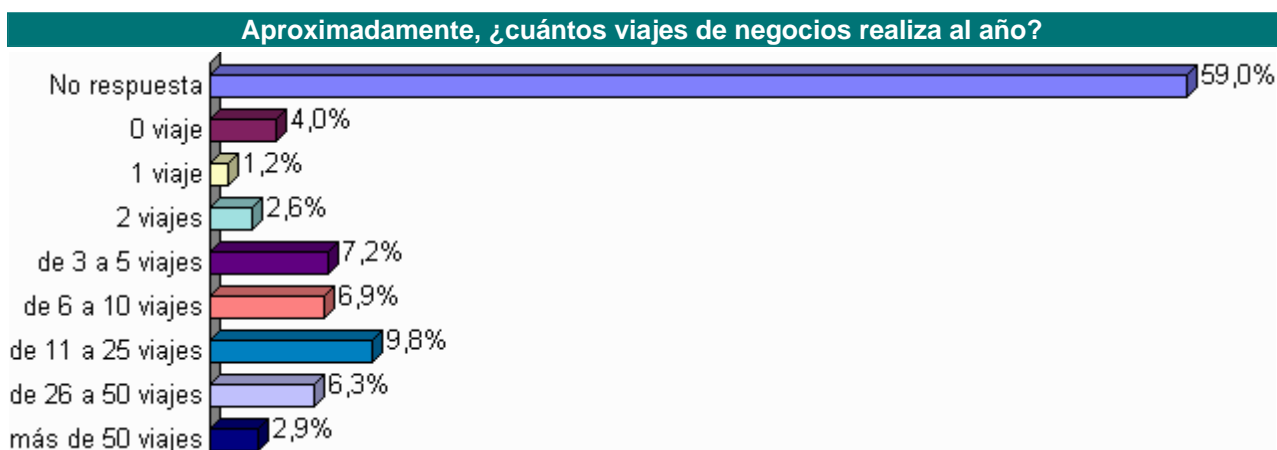 Aproximadamente, ¿cuántos viajes de negocios realiza al año?
No respuesta 59,0%
0 viaje 4,0%
1 viaje 1,2%
2 viajes 2,6%
de 3 a 5 viajes 7,2%
de 6 a 10 viajes 6,9%
de 11 a 25 viajes 9,8%
de 26 a 50 viajes 6,3%
más de 50 viajes 2,9%